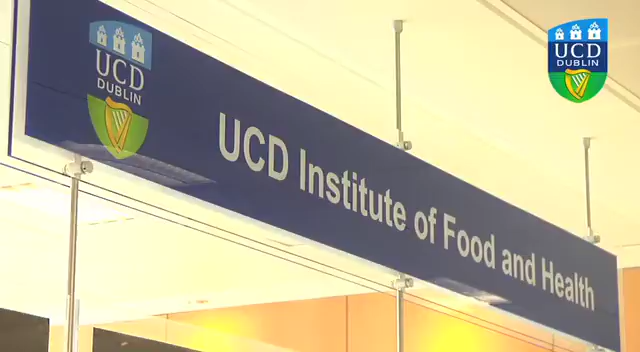 UCD
DUBLIN
UCD Institute of Food and Health
UCD
DUBLIN